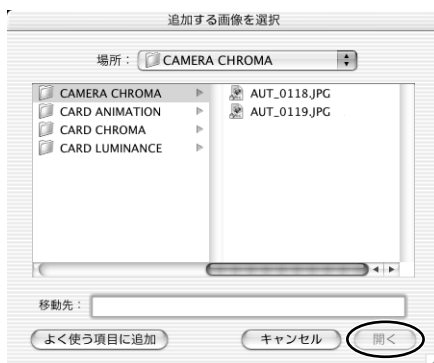 追加する画像を選択
場所： CAMERA CHROMA
CAMERA CHROMA
CARD ANIMATION
CARD CHROMA
CARD LUMINANCE
AUT_0118.JPG
AUT_0119.JPG
移動先：
よく使う項目に追加 キャンセル 開く